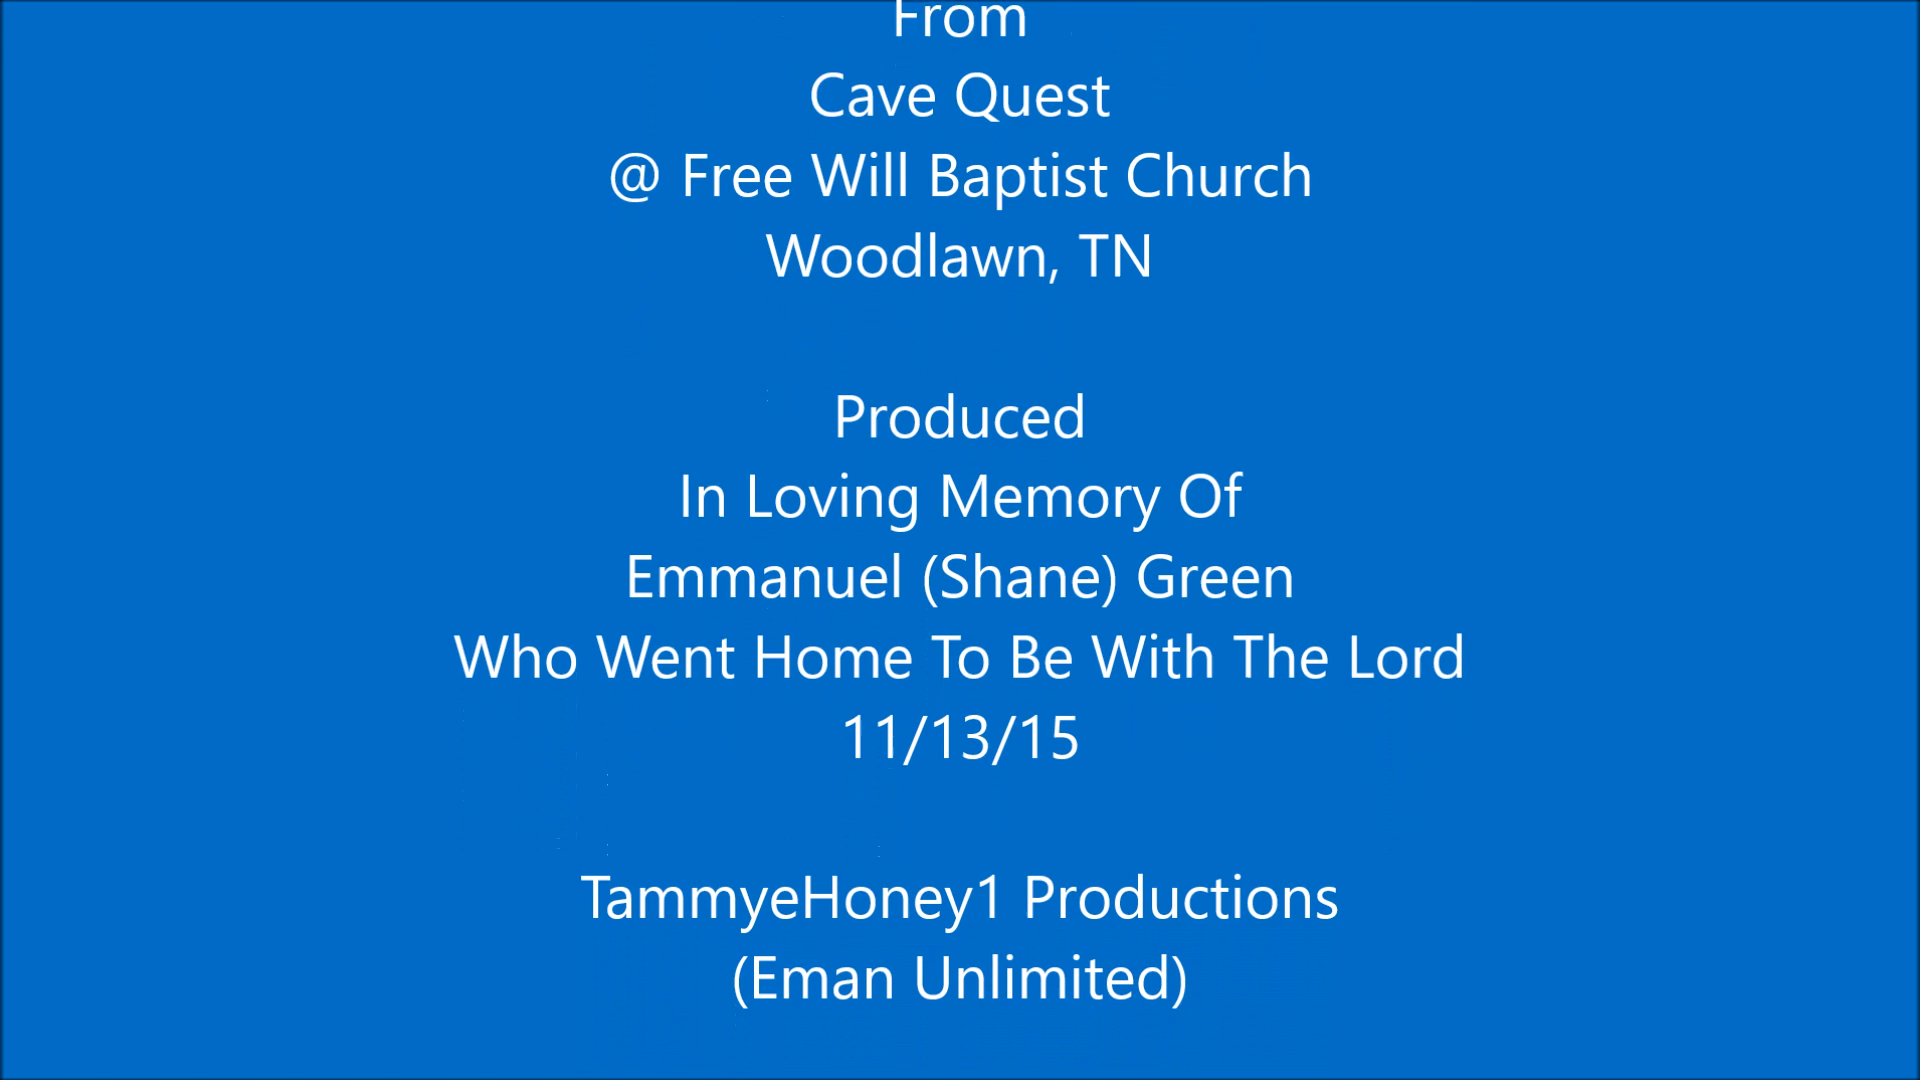 From
Cave Quest
@ Free Will Baptist Church
Woodlawn, TN
Produced
In Loving Memory Of
Emmanuel (Shane) Green
Who Went Home To Be With The Lord
11/13/15
TammyeHoney1 Productions
(Eman Unlimited)